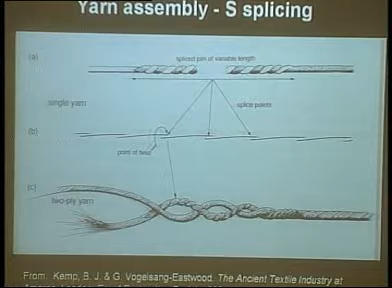 Yarn assembly - S splicing
(a)
spliced pair of variable length
single yarn
splice points
(b)
point of twist
(c)
two-ply yarn
From. Kemp, B. J. & G. Vogelsang-Eastwood. The Ancient Textile Industry at